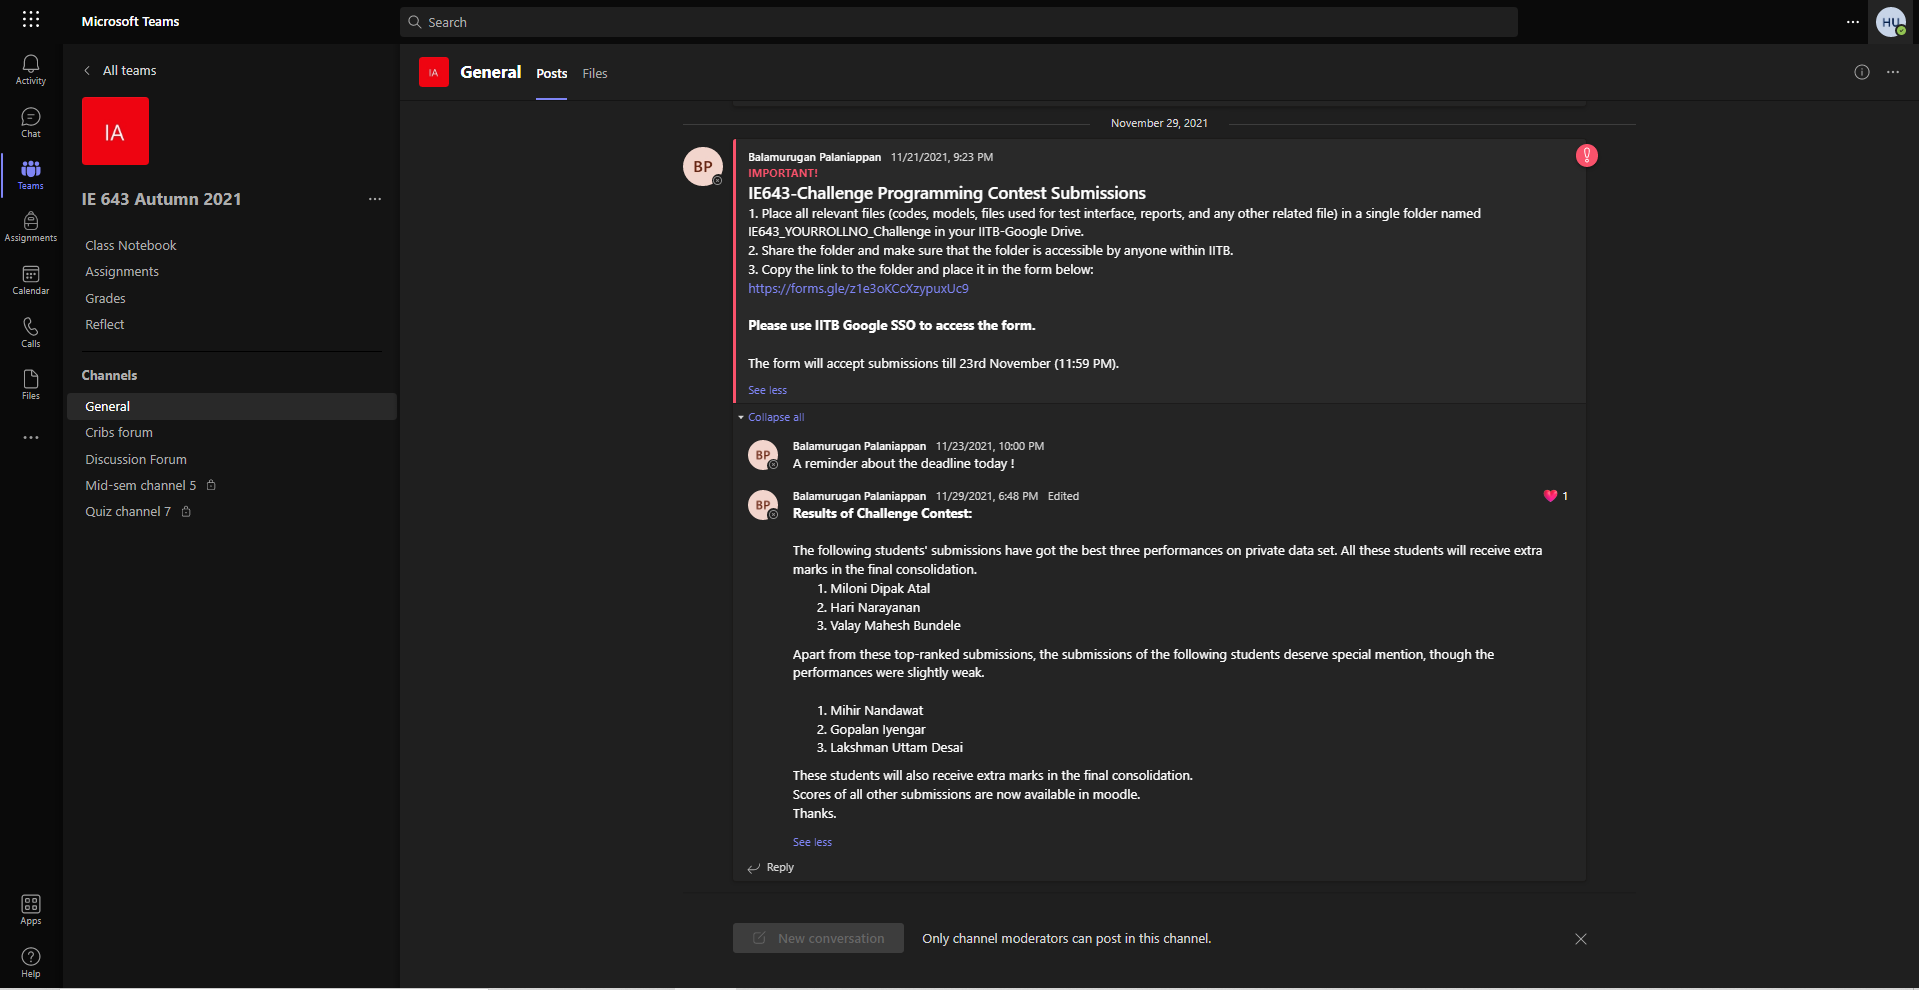 Microsoft Teams
Search
HU
Activity
Chat
Teams
Assignments
Calendar
Calls
Files
Apps
Help
All teams
IA
IE 643 Autumn 2021
Class Notebook
Assignments
Grades
Reflect
Channels
General
Cribs forum
Discussion Forum
Mid-sem channel 5
Quiz channel 7
IA General Posts Files
November 29, 2021
BP
Balamurugan Palaniappan 11/21/2021, 9:23 PM
IMPORTANT!
IE643-Challenge Programming Contest Submissions
1. Place all relevant files (codes, models, files used for test interface, reports, and any other related file) in a single folder named
IE643_YOURROLLNO_Challenge in your IITB-Google Drive.
2. Share the folder and make sure that the folder is accessible by anyone within IITB.
3. Copy the link to the folder and place it in the form below:
https://forms.gle/z1e3oKCcXzypuxUc9
Please use IITB Google SSO to access the form.
The form will accept submissions till 23rd November (11:59 PM).
See less
Collapse all
BP
Balamurugan Palaniappan 11/23/2021, 10:00 PM
A reminder about the deadline today !
BP
Balamurugan Palaniappan 11/29/2021, 6:48 PM Edited
1
Results of Challenge Contest:
The following students' submissions have got the best three performances on private data set. All these students will receive extra
marks in the final consolidation.
1. Miloni Dipak Atal
2. Hari Narayanan
3. Valay Mahesh Bundele
Apart from these top-ranked submissions, the submissions of the following students deserve special mention, though the
performances were slightly weak.
1. Mihir Nandawat
2. Gopalan Iyengar
3. Lakshman Uttam Desai
These students will also receive extra marks in the final consolidation.
Scores of all other submissions are now available in moodle.
Thanks.
See less
Reply
New conversation
Only channel moderators can post in this channel.